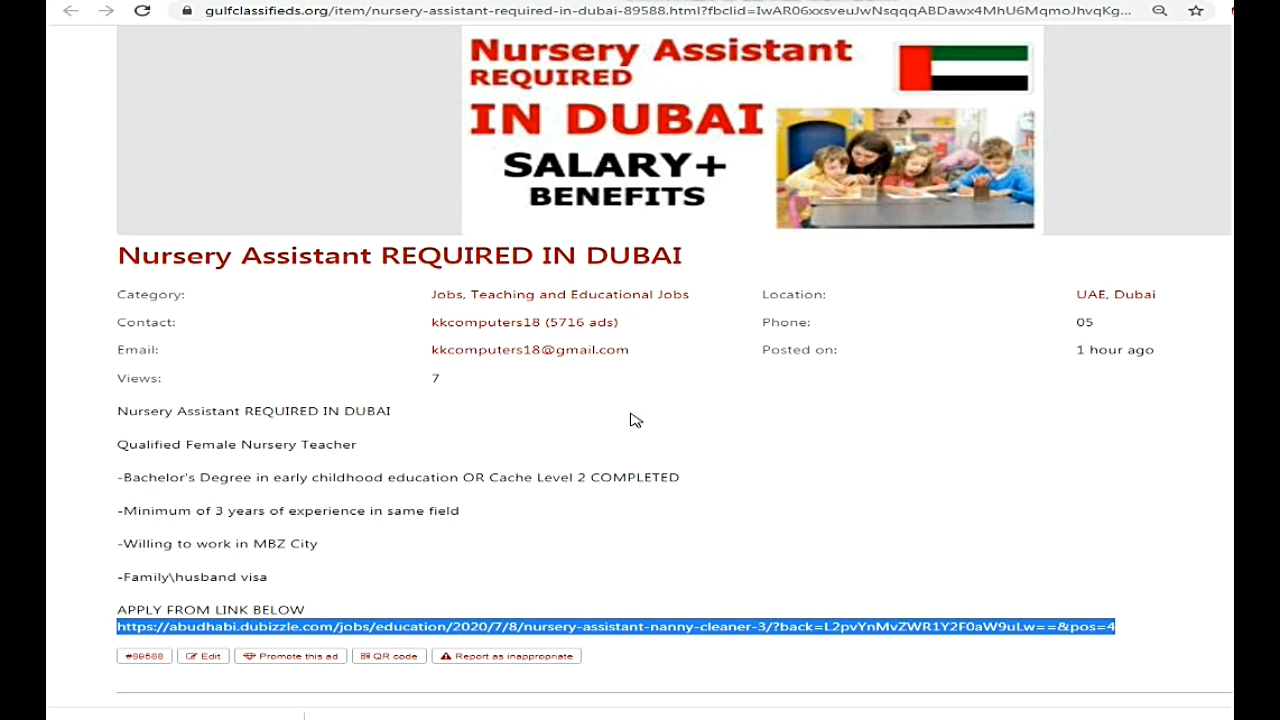 gulfclassifieds.org/item/nursery-assistant-required-in-dubai-89588.html?fbclid=IwAR06xxsveuJwNsqqqABDawx4MhU6MqmoJhvqKg...
Nursery Assistant
REQUIRED
IN DUBAI
SALARY+
BENEFITS
Nursery Assistant REQUIRED IN DUBAI
Category: Jobs, Teaching and Educational Jobs Location: UAE, Dubai
Contact: kkcomputers18 (5716 ads) Phone: 05
Email: kkcomputers18@gmail.com Posted on: 1 hour ago
Views: 7
Nursery Assistant REQUIRED IN DUBAI
Qualified Female Nursery Teacher
-Bachelor's Degree in early childhood education OR Cache Level 2 COMPLETED
-Minimum of 3 years of experience in same field
-Willing to work in MBZ City
-Family\husband visa
APPLY FROM LINK BELOW
https://abudhabi.dubizzle.com/jobs/education/2020/7/8/nursery-assistant-nanny-cleaner-3/?back=L2pvYnMvZWR1Y2F0aW9uLw==&pos=4
#89588 Edit Promote this ad QR code Report as inappropriate